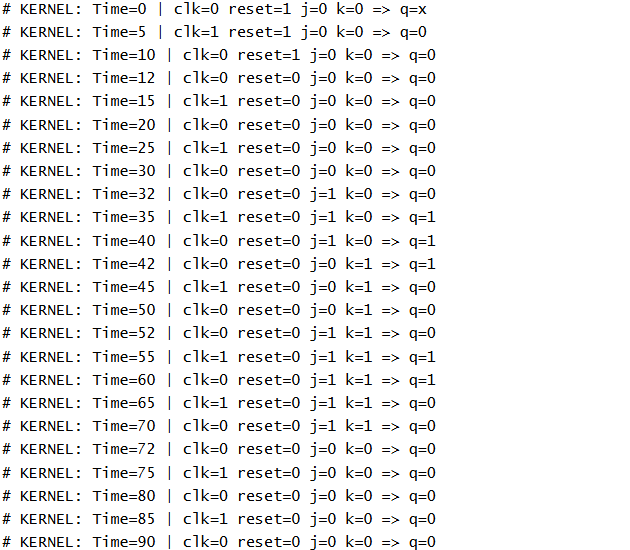 # KERNEL: Time=0 | clk=0 reset=1 j=0 k=0 => q=x
# KERNEL: Time=5 | clk=1 reset=1 j=0 k=0 => q=0
# KERNEL: Time=10 | clk=0 reset=1 j=0 k=0 => q=0
# KERNEL: Time=12 | clk=0 reset=0 j=0 k=0 => q=0
# KERNEL: Time=15 | clk=1 reset=0 j=0 k=0 => q=0
# KERNEL: Time=20 | clk=0 reset=0 j=0 k=0 => q=0
# KERNEL: Time=25 | clk=1 reset=0 j=0 k=0 => q=0
# KERNEL: Time=30 | clk=0 reset=0 j=0 k=0 => q=0
# KERNEL: Time=32 | clk=0 reset=0 j=1 k=0 => q=0
# KERNEL: Time=35 | clk=1 reset=0 j=1 k=0 => q=1
# KERNEL: Time=40 | clk=0 reset=0 j=1 k=0 => q=1
# KERNEL: Time=42 | clk=0 reset=0 j=0 k=1 => q=1
# KERNEL: Time=45 | clk=1 reset=0 j=0 k=1 => q=0
# KERNEL: Time=50 | clk=0 reset=0 j=0 k=1 => q=0
# KERNEL: Time=52 | clk=0 reset=0 j=1 k=1 => q=0
# KERNEL: Time=55 | clk=1 reset=0 j=1 k=1 => q=1
# KERNEL: Time=60 | clk=0 reset=0 j=1 k=1 => q=1
# KERNEL: Time=65 | clk=1 reset=0 j=1 k=1 => q=0
# KERNEL: Time=70 | clk=0 reset=0 j=1 k=1 => q=0
# KERNEL: Time=72 | clk=0 reset=0 j=0 k=0 => q=0
# KERNEL: Time=75 | clk=1 reset=0 j=0 k=0 => q=0
# KERNEL: Time=80 | clk=0 reset=0 j=0 k=0 => q=0
# KERNEL: Time=85 | clk=1 reset=0 j=0 k=0 => q=0
# KERNEL: Time=90 | clk=0 reset=0 j=0 k=0 => q=0